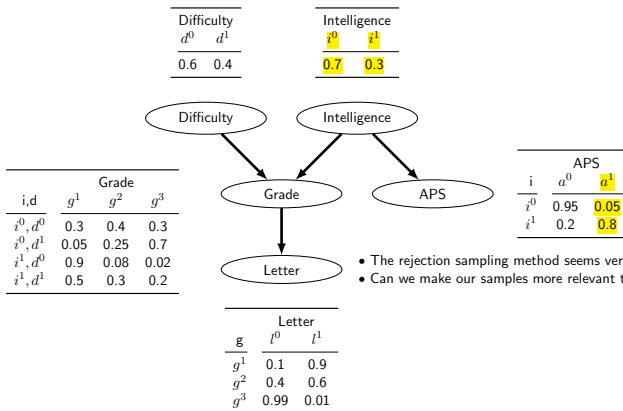 Difficulty
d⁰ d¹
0.6 0.4
Intelligence
i⁰ i¹
0.7 0.3
Difficulty
Intelligence
Grade
APS
Letter
Grade
i,d g¹ g² g³
i⁰, d⁰ 0.3 0.4 0.3
i⁰, d¹ 0.05 0.25 0.7
i¹, d⁰ 0.9 0.08 0.02
i¹, d¹ 0.5 0.3 0.2
APS
i a⁰ a¹
i⁰ 0.95 0.05
i¹ 0.2 0.8
• The rejection sampling method seems ver
• Can we make our samples more relevant t
Letter
g l⁰ l¹
g¹ 0.1 0.9
g² 0.4 0.6
g³ 0.99 0.01